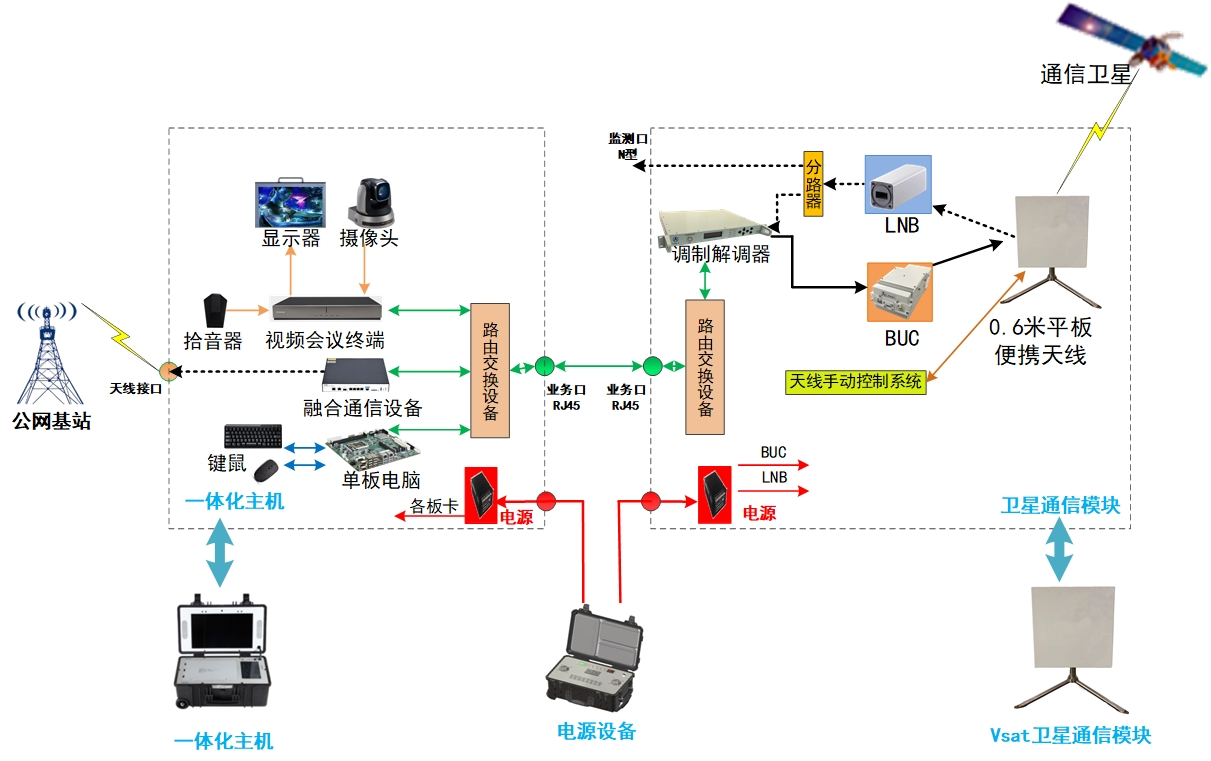 通信卫星
监测口
N型
分路器
LNB
显示器
摄像头
调制解调器
拾音器
视频会议终端
路由交换设备
路由交换设备
BUC
0.6米平板
便携天线
天线接口
公网基站
融合通信设备
业务口
RJ45
业务口
RJ45
天线手动控制系统
键鼠
单板电脑
BUC
LNB
一体化主机
各板卡
电源
电源
卫星通信模块
一体化主机
电源设备
Vsat卫星通信模块